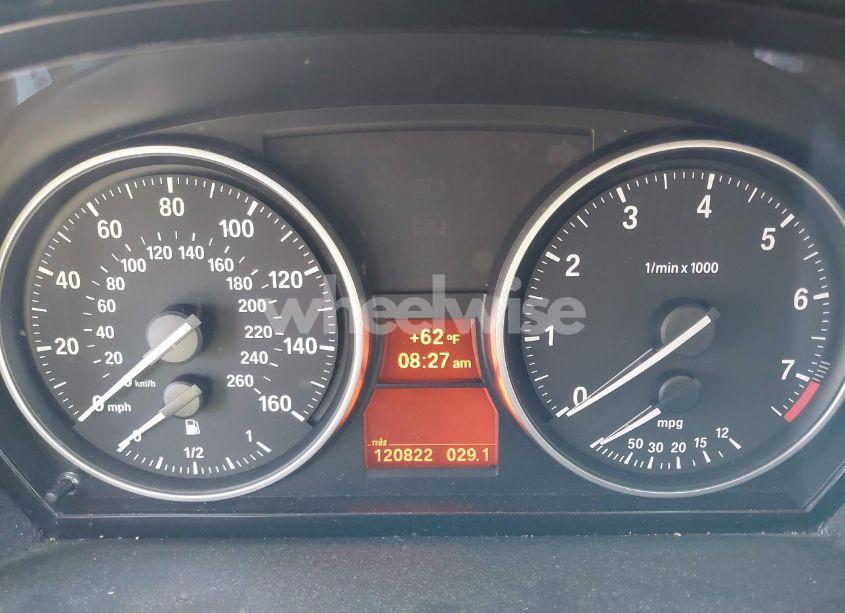 20 40 60 80 100 120 140 160
0 mph
20 40 60 80 100 120 140 160 180 200 220 240 260
0 km/h
0 1/2 1
wheelwise
+62 °F
08:27 am
mls
120822 029.1
0 1 2 3 4 5 6 7
1/min x 1000
mpg
50 30 20 15 12